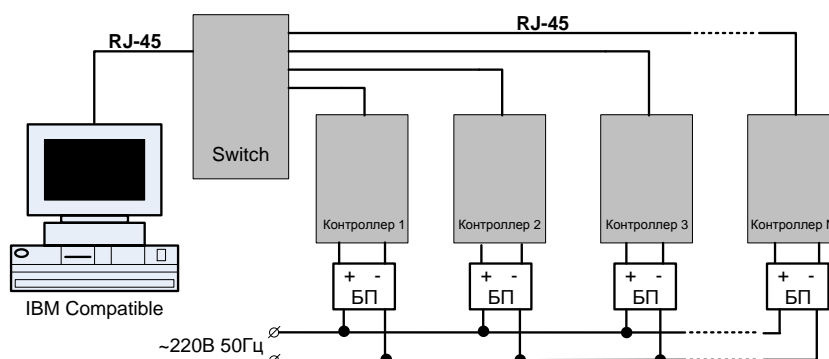 RJ-45
RJ-45
Switch
Контроллер 1
Контроллер 2
Контроллер 3
Контроллер N
+ -
БП
+ -
БП
+ -
БП
+ -
БП
IBM Compatible
~220В 50Гц